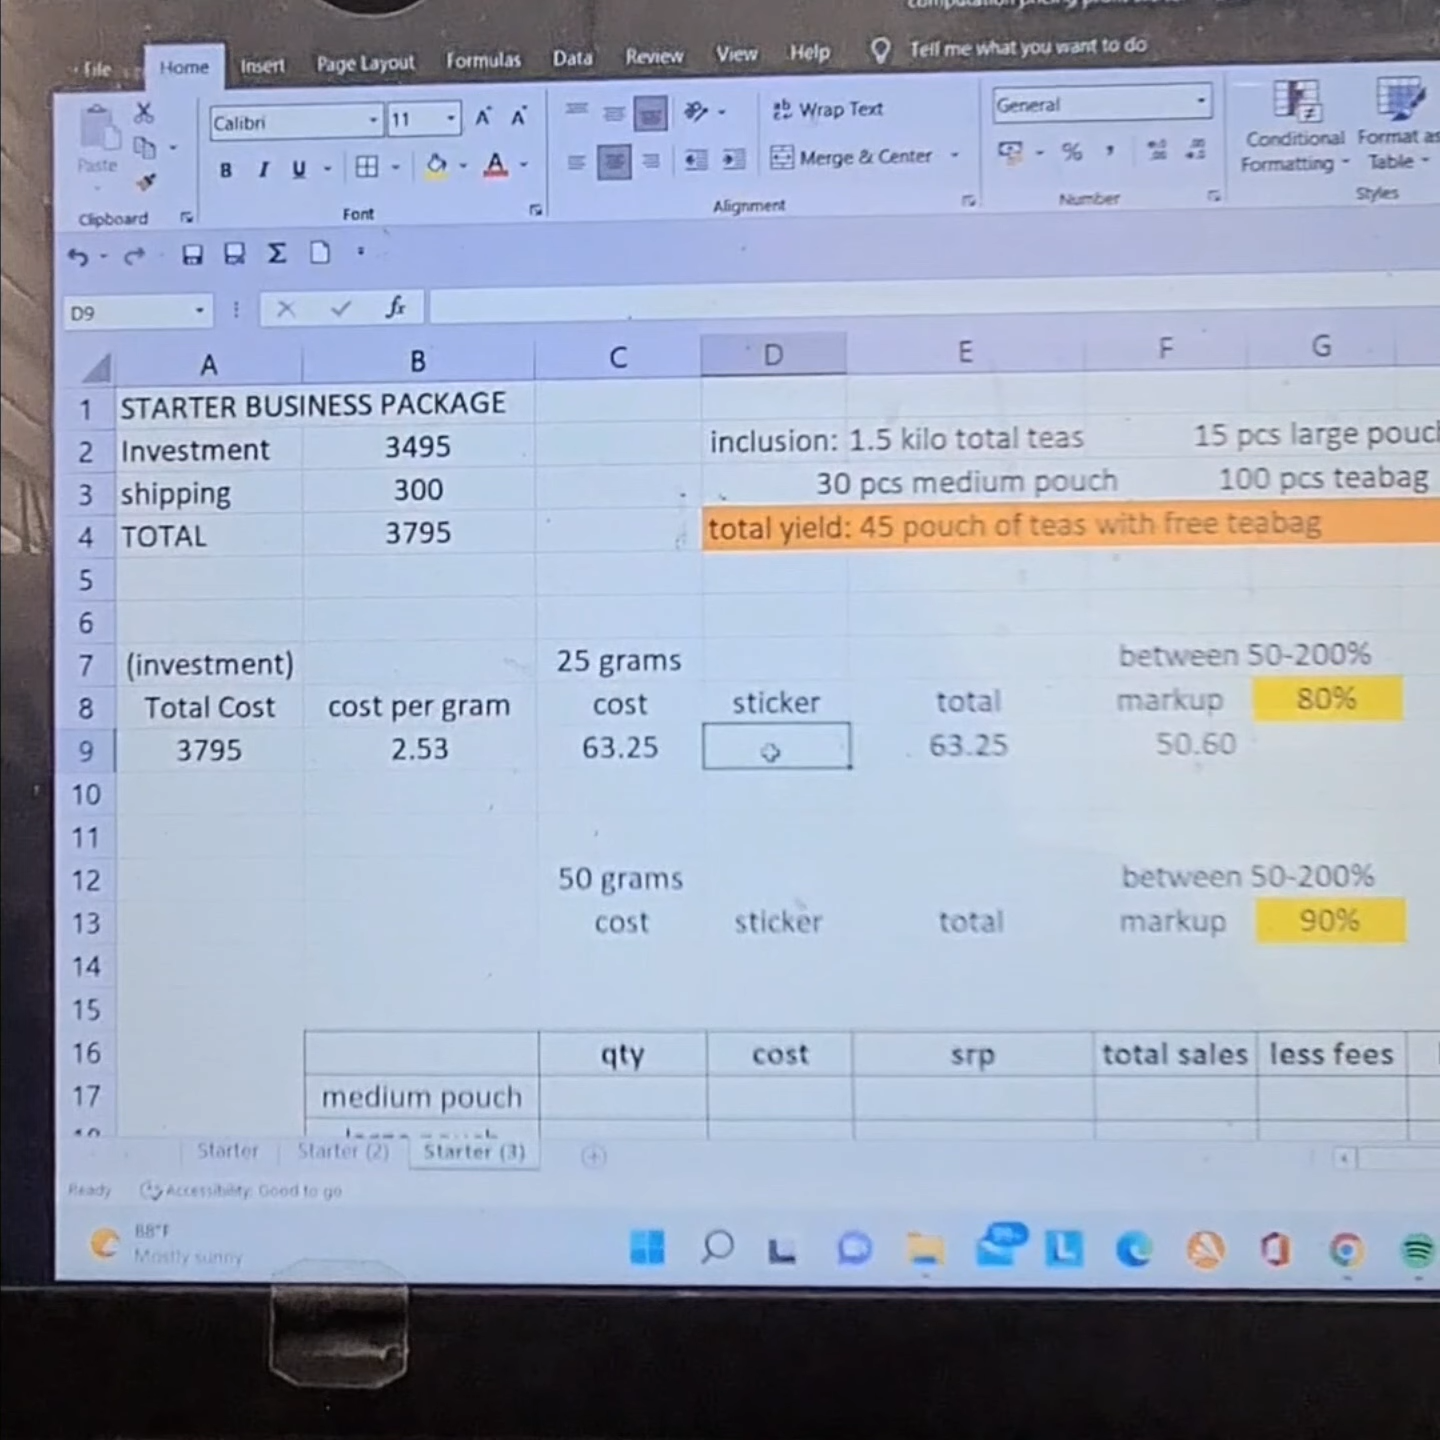 File Home Insert Page Layout Formulas Data Review View Help Tell me what you want to do
Calibri 11 Wrap Text General
Paste B I U Merge & Center % Conditional Formatting Format as Table
Clipboard Font Alignment Number Styles
D9 fx
A B C D E F G
1 STARTER BUSINESS PACKAGE
2 Investment 3495 inclusion: 1.5 kilo total teas 15 pcs large pouch
3 shipping 300 30 pcs medium pouch 100 pcs teabag
4 TOTAL 3795 total yield: 45 pouch of teas with free teabag
5
6
7 (investment) 25 grams between 50-200%
8 Total Cost cost per gram cost sticker total markup 80%
9 3795 2.53 63.25 63.25 50.60
10
11
12 50 grams between 50-200%
13 cost sticker total markup 90%
14
15
16 qty cost srp total sales less fees
17 medium pouch
Starter Starter (2) Starter (3)
Ready Accessibility: Good to go
88°F
Mostly sunny